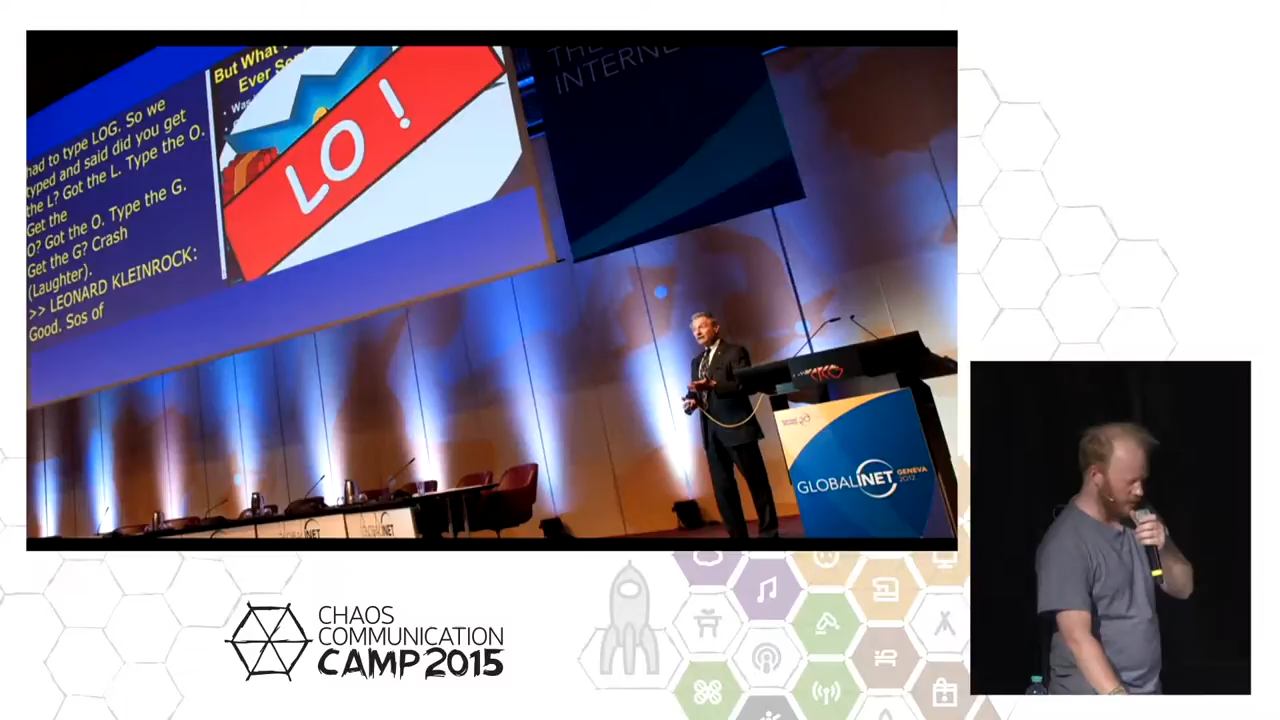 had to type LOG. So we
typed and said did you get
the L? Got the L. Type the O.
Get the
O? Got the O. Type the G.
Get the G? Crash
(Laughter).
>> LEONARD KLEINROCK:
Good. Sos of
But What
Ever
Was
LO !
THE
INTERNE
GLOBALINET
GENEVA
2012
CHAOS
COMMUNICATION
CAMP 2015